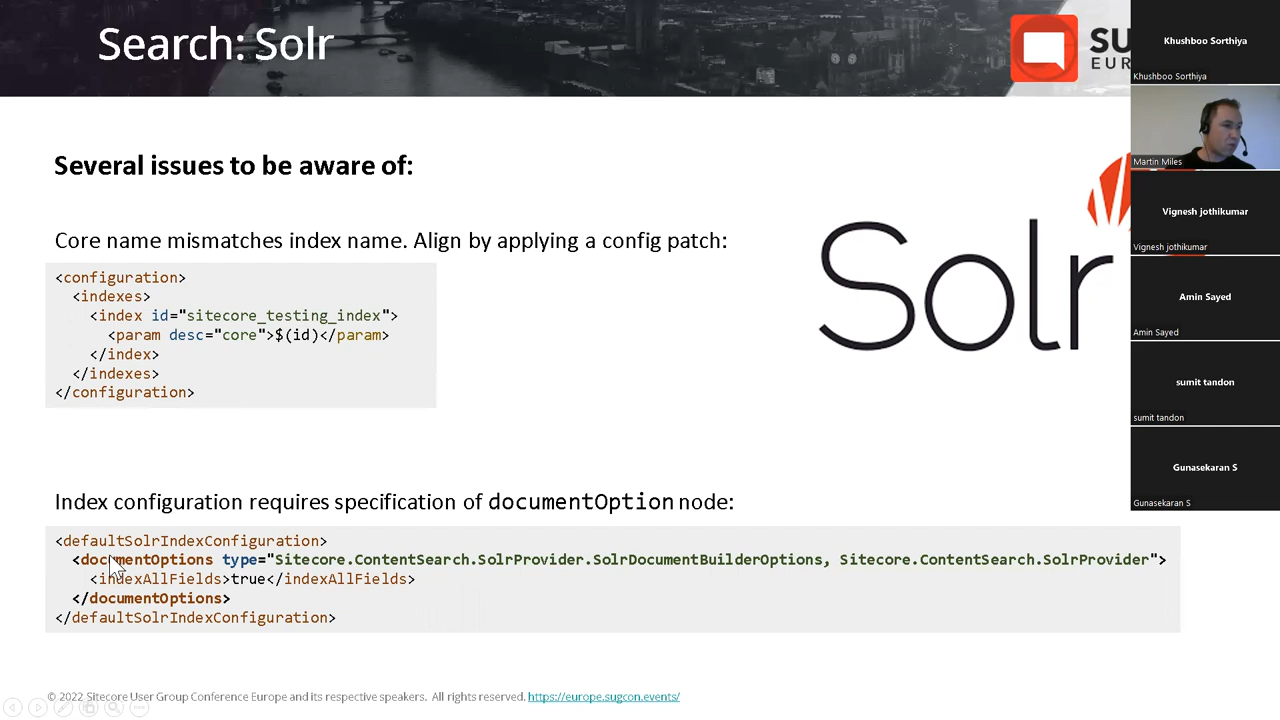 Search: Solr
SU
EUR
Several issues to be aware of:
Core name mismatches index name. Align by applying a config patch:
<configuration>
<indexes>
<index id="sitecore_testing_index">
<param desc="core">$(id)</param>
</index>
</indexes>
</configuration>
Solr
Index configuration requires specification of documentOption node:
<defaultSolrIndexConfiguration>
<documentOptions type="Sitecore.ContentSearch.SolrProvider.SolrDocumentBuilderOptions, Sitecore.ContentSearch.SolrProvider">
<indexAllFields>true</indexAllFields>
</documentOptions>
</defaultSolrIndexConfiguration>
© 2022 Sitecore User Group Conference Europe and its respective speakers. All rights reserved. https://europe.sugcon.events/
Khushboo Sorthiya
Khushboo Sorthiya
Martin Miles
Vignesh jothikumar
Vignesh jothikumar
Amin Sayed
Amin Sayed
sumit tandon
sumit tandon
Gunasekaran S
Gunasekaran S